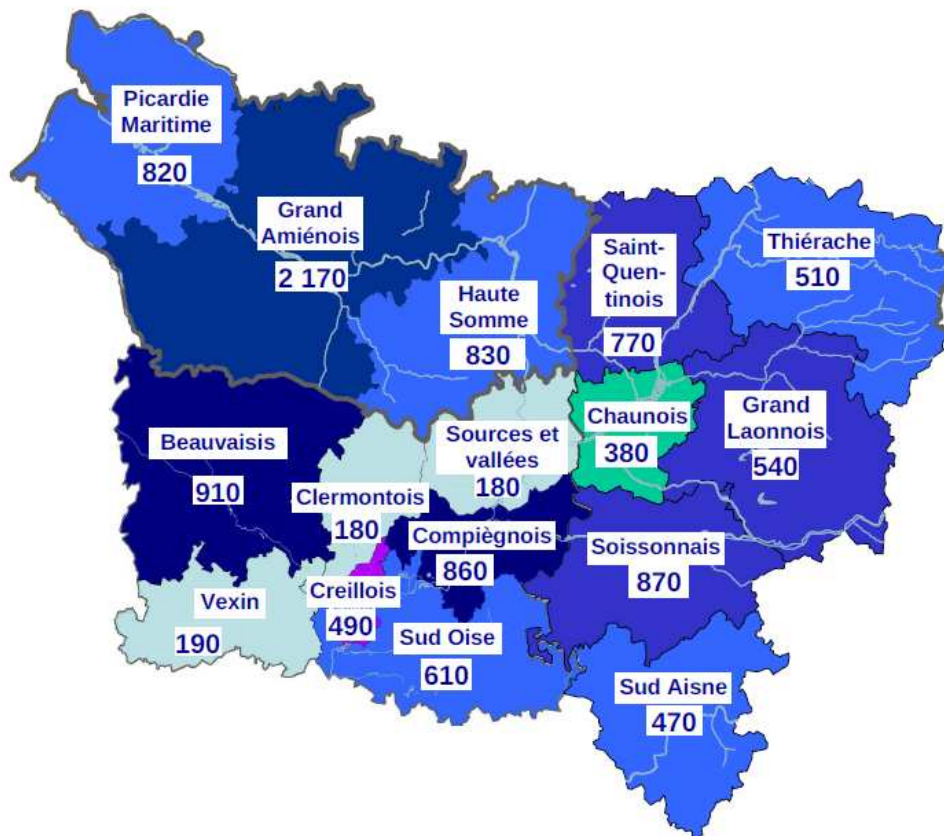 Picardie
Maritime
820
Grand
Amiénois
2 170
Haute
Somme
830
Saint-
Quen-
tinois
770
Thiérache
510
Beauvaisis
910
Clermontois
180
Sources et
vallées
180
Chaunois
380
Grand
Laonnois
540
Compiègnois
860
Soissonnais
870
Vexin
190
Creillois
490
Sud Oise
610
Sud Aisne
470